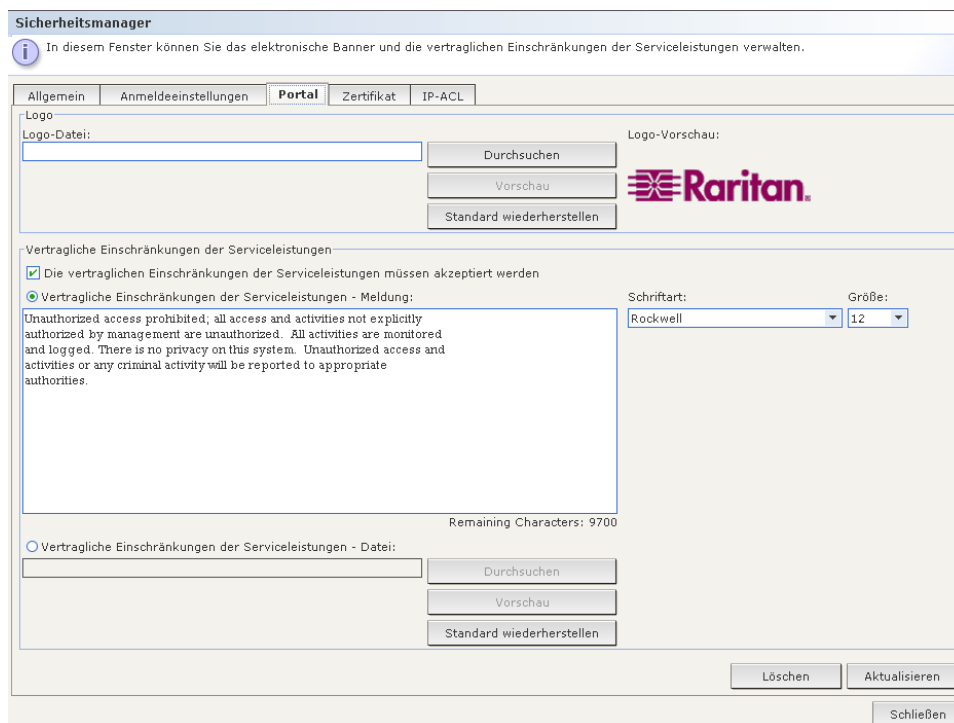 Sicherheitsmanager
In diesem Fenster können Sie das elektronische Banner und die vertraglichen Einschränkungen der Serviceleistungen verwalten.
Allgemein
Anmeldeeinstellungen
Portal
Zertifikat
IP-ACL
Logo
Logo-Datei:
Durchsuchen
Vorschau
Standard wiederherstellen
Logo-Vorschau:
Raritan.
Vertragliche Einschränkungen der Serviceleistungen
Die vertraglichen Einschränkungen der Serviceleistungen müssen akzeptiert werden
Vertragliche Einschränkungen der Serviceleistungen - Meldung:
Schriftart:
Größe:
Rockwell
12
Unauthorized access prohibited; all access and activities not explicitly
authorized by management are unauthorized.  All activities are monitored
and logged. There is no privacy on this system.  Unauthorized access and
activities or any criminal activity will be reported to appropriate
authorities.
Remaining Characters: 9700
Vertragliche Einschränkungen der Serviceleistungen - Datei:
Durchsuchen
Vorschau
Standard wiederherstellen
Löschen
Aktualisieren
Schließen